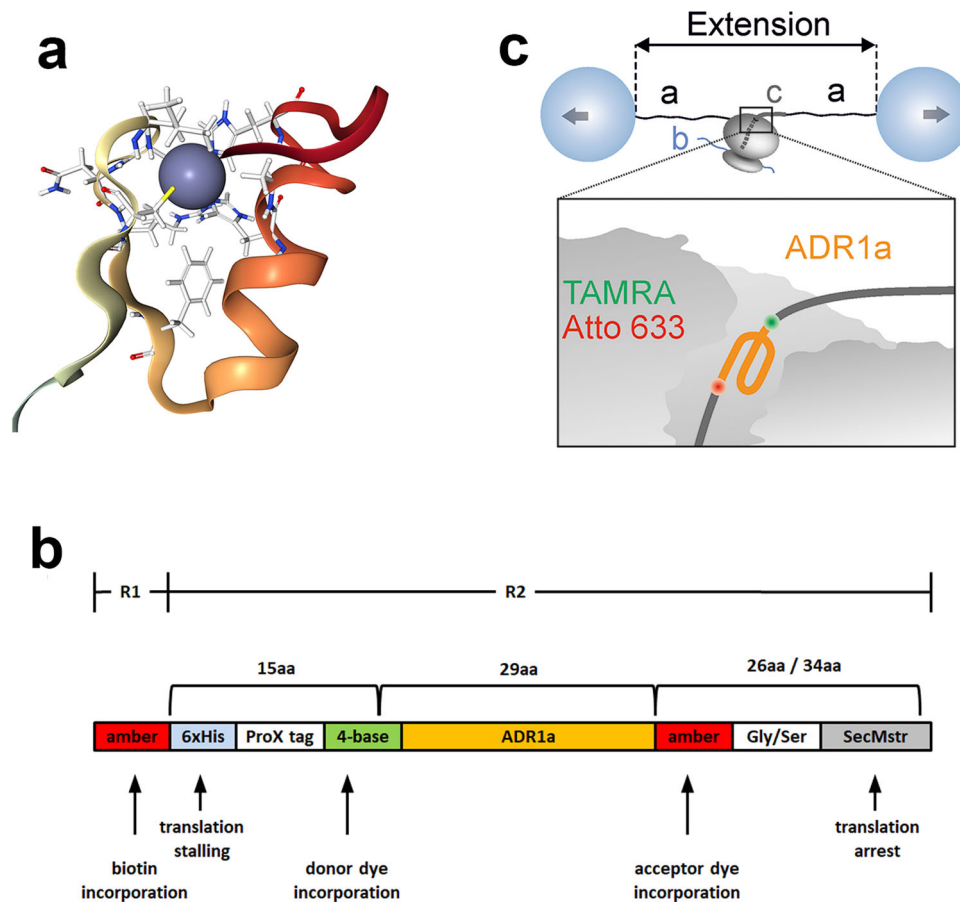 a
c
Extension
a
c
a
b
ADR1a
TAMRA
Atto 633
b
R1
R2
15aa
29aa
26aa / 34aa
amber
6xHis
ProX tag
4-base
ADR1a
amber
Gly/Ser
SecMstr
translation
stalling
translation
arrest
biotin
incorporation
donor dye
incorporation
acceptor dye
incorporation